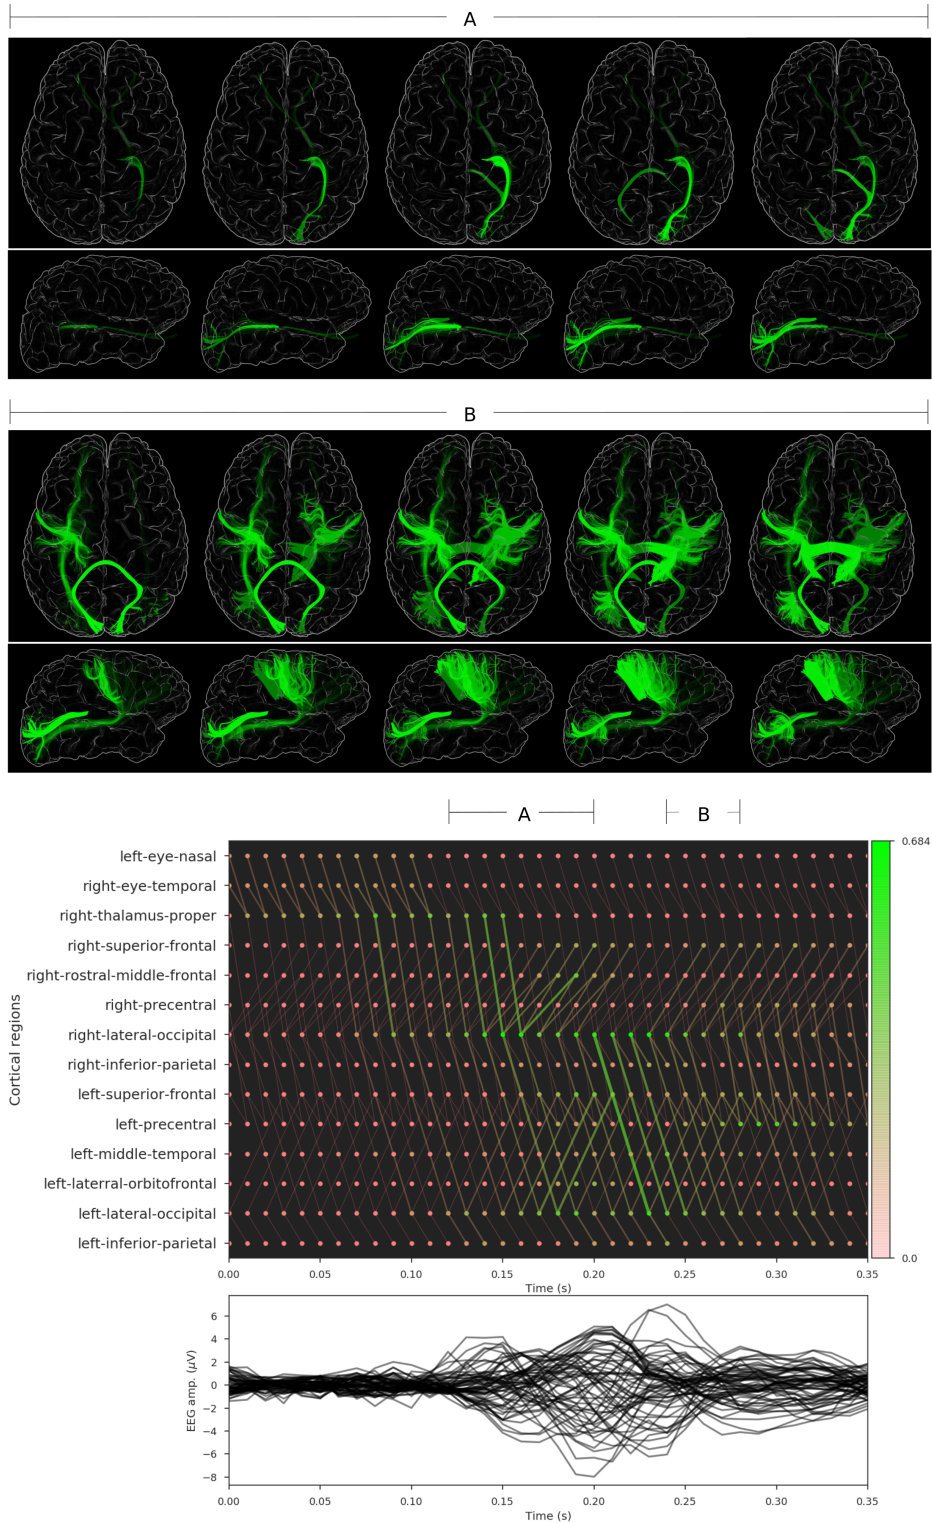 A
B
A
B
left-eye-nasal
right-eye-temporal
right-thalamus-proper
right-superior-frontal
right-rostral-middle-frontal
right-precentral
right-lateral-occipital
right-inferior-parietal
left-superior-frontal
left-precentral
left-middle-temporal
left-laterral-orbitofrontal
left-lateral-occipital
left-inferior-parietal
Cortical regions
0.684
0.0
0.00 0.05 0.10 0.15 0.20 0.25 0.30 0.35
Time (s)
EEG amp. (μV)
6
4
2
0
−2
−4
−6
−8
0.00 0.05 0.10 0.15 0.20 0.25 0.30 0.35
Time (s)